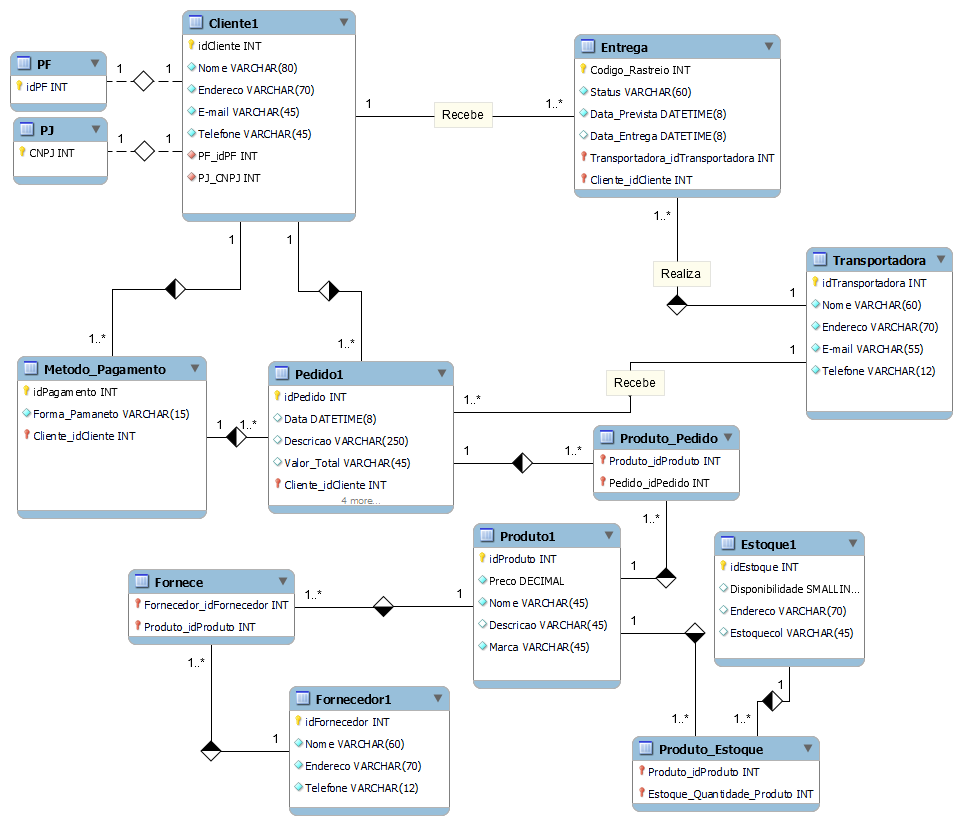 Cliente1
idCliente INT
Nome VARCHAR(80)
Endereco VARCHAR(70)
E-mail VARCHAR(45)
Telefone VARCHAR(45)
PF_idPF INT
PJ_CNPJ INT
PF
idPF INT
1
1
PJ
CNPJ INT
1
1
1
Recebe
1..*
Entrega
Codigo_Rastreio INT
Status VARCHAR(60)
Data_Prevista DATETIME(8)
Data_Entrega DATETIME(8)
Transportadora_idTransportadora INT
Cliente_idCliente INT
1..*
Realiza
1
Transportadora
idTransportadora INT
Nome VARCHAR(60)
Endereco VARCHAR(70)
E-mail VARCHAR(55)
Telefone VARCHAR(12)
1
1
1..*
1..*
1
Recebe
1..*
Metodo_Pagamento
idPagamento INT
Forma_Pamaneto VARCHAR(15)
Cliente_idCliente INT
1
1..*
Pedido1
idPedido INT
Data DATETIME(8)
Descricao VARCHAR(250)
Valor_Total VARCHAR(45)
Cliente_idCliente INT
4 more...
1
1..*
Produto_Pedido
Produto_idProduto INT
Pedido_idPedido INT
1..*
1
Produto1
idProduto INT
Preco DECIMAL
Nome VARCHAR(45)
Descricao VARCHAR(45)
Marca VARCHAR(45)
1
1..*
Estoque1
idEstoque INT
Disponibilidade SMALLIN...
Endereco VARCHAR(70)
Estoquecol VARCHAR(45)
1
1..*
Fornece
Fornecedor_idFornecedor INT
Produto_idProduto INT
1..*
1
1..*
1
Fornecedor1
idFornecedor INT
Nome VARCHAR(60)
Endereco VARCHAR(70)
Telefone VARCHAR(12)
Produto_Estoque
Produto_idProduto INT
Estoque_Quantidade_Produto INT